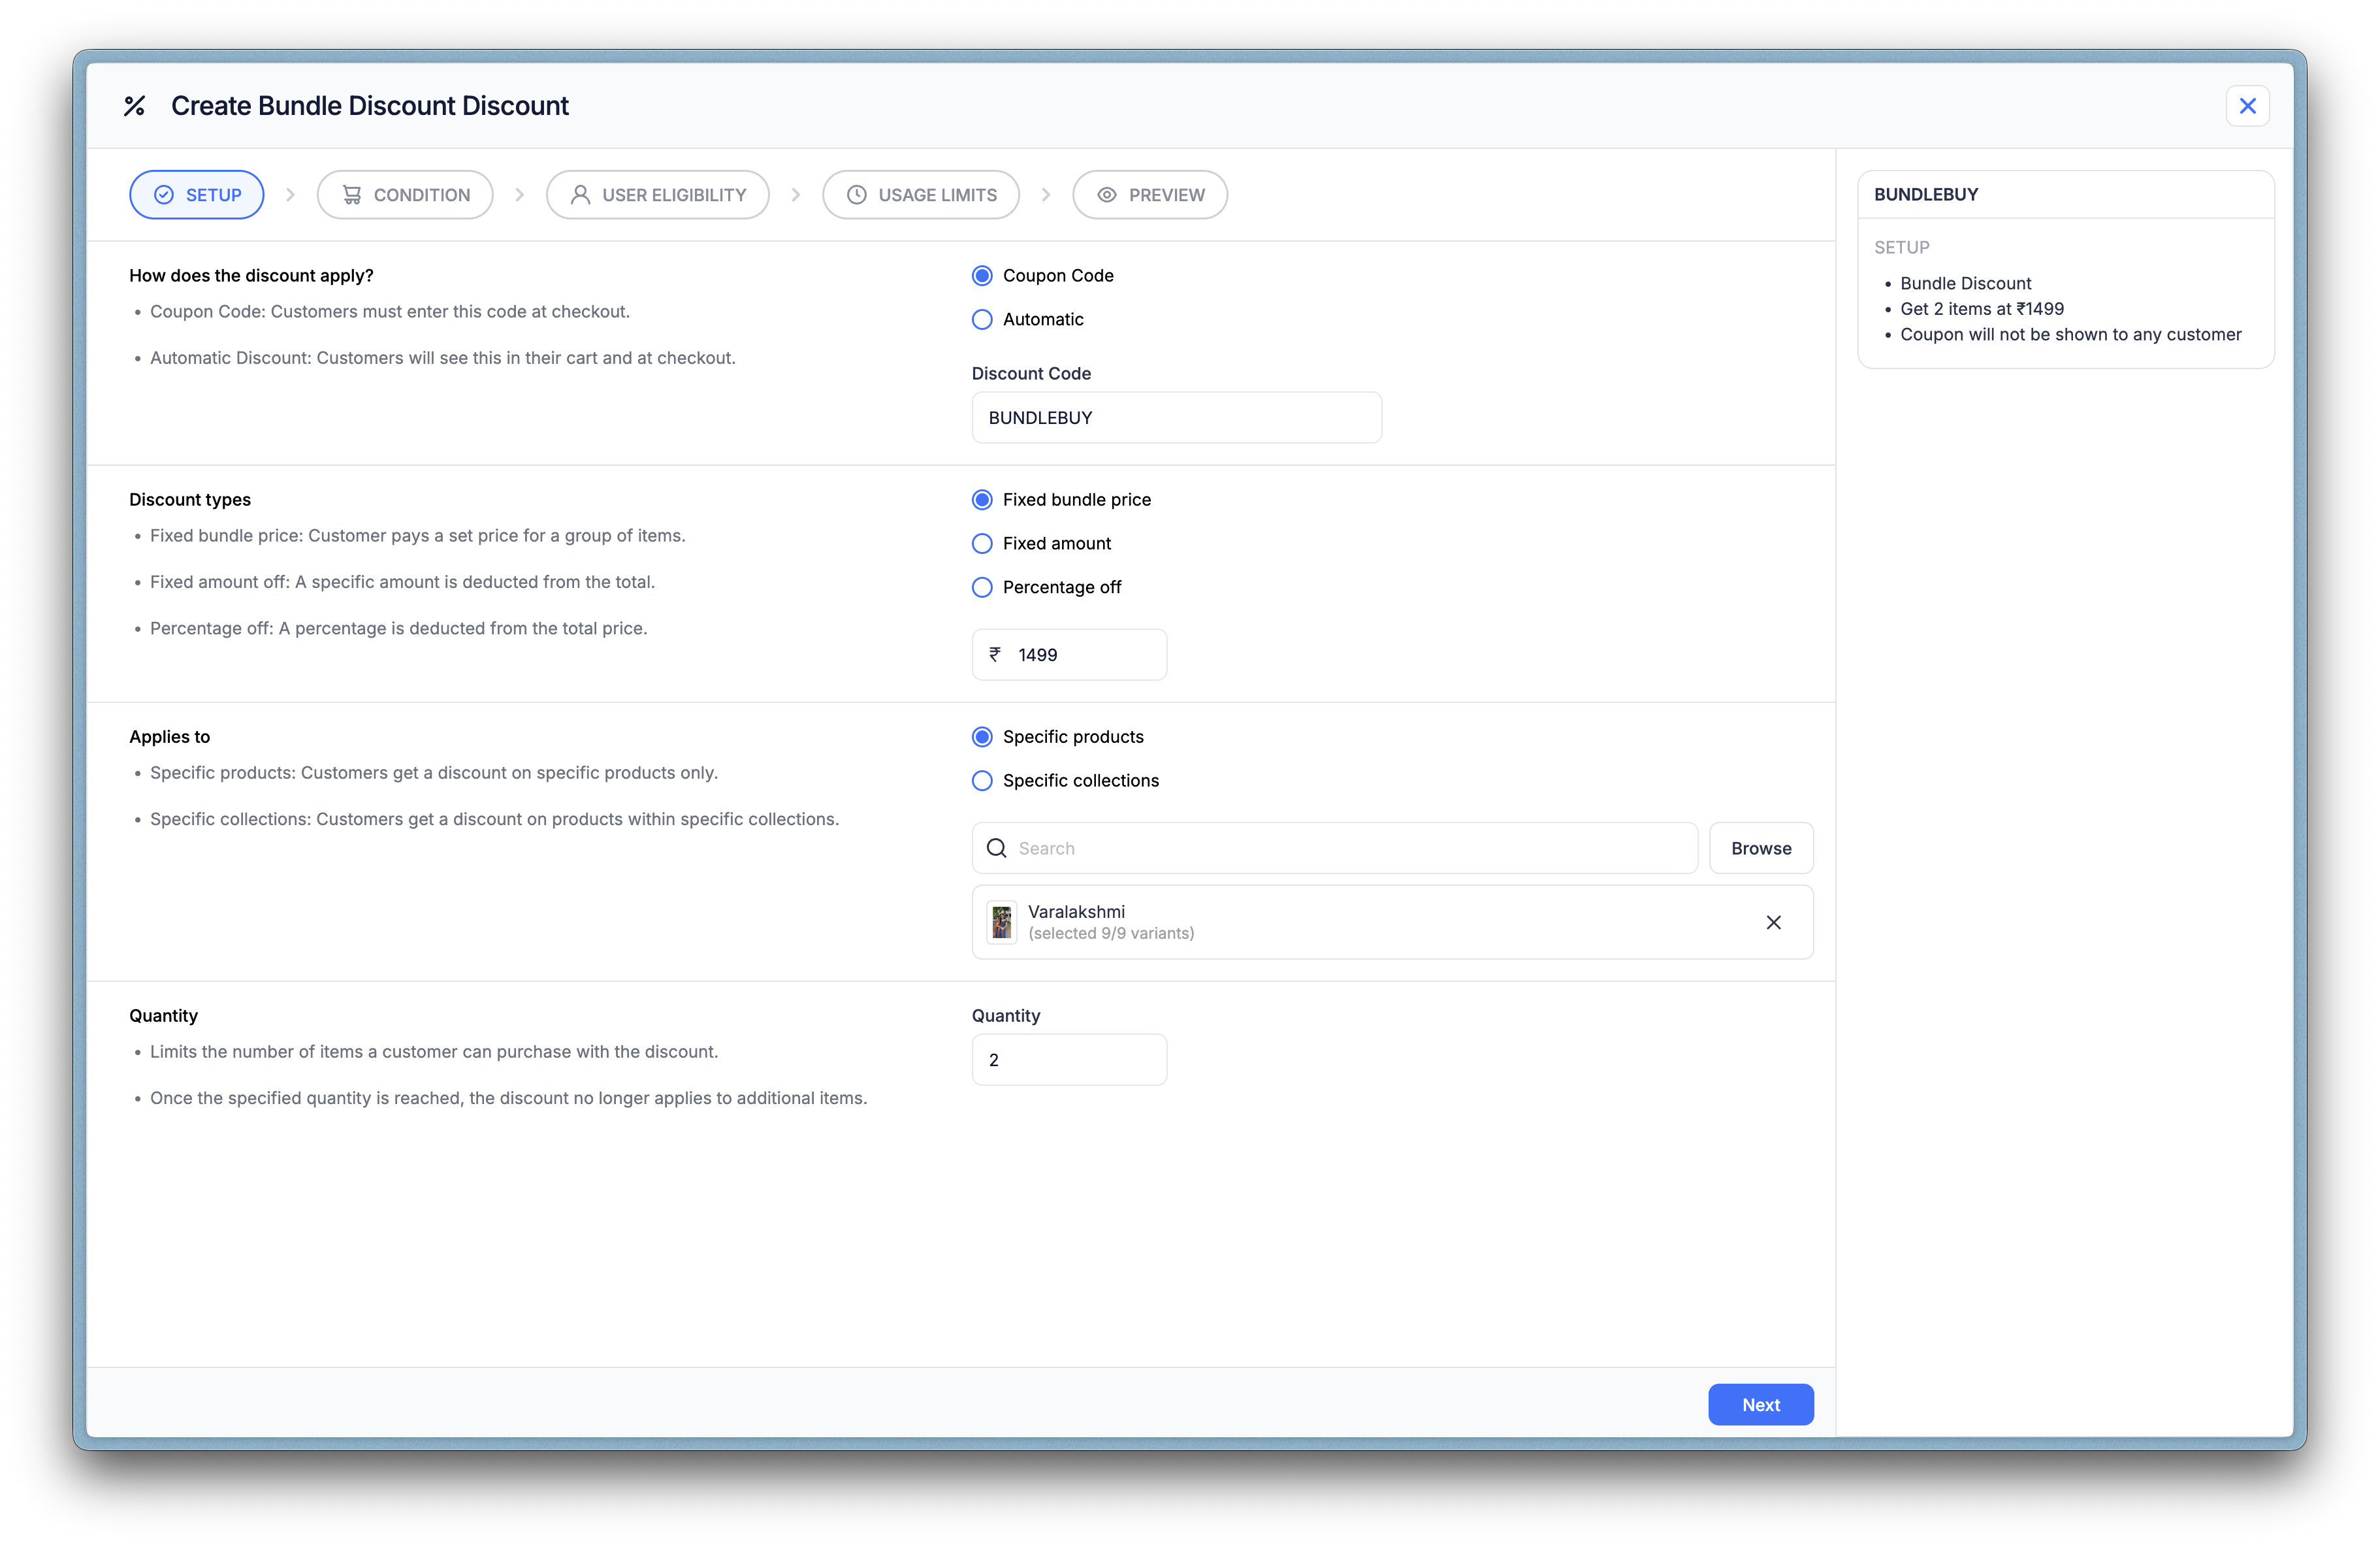 Create Bundle Discount Discount
SETUP
CONDITION
USER ELIGIBILITY
USAGE LIMITS
PREVIEW
How does the discount apply?
• Coupon Code: Customers must enter this code at checkout.
• Automatic Discount: Customers will see this in their cart and at checkout.
Coupon Code
Automatic
Discount Code
BUNDLEBUY
Discount types
• Fixed bundle price: Customer pays a set price for a group of items.
• Fixed amount off: A specific amount is deducted from the total.
• Percentage off: A percentage is deducted from the total price.
Fixed bundle price
Fixed amount
Percentage off
₹ 1499
Applies to
• Specific products: Customers get a discount on specific products only.
• Specific collections: Customers get a discount on products within specific collections.
Specific products
Specific collections
Search
Browse
Varalakshmi
(selected 9/9 variants)
Quantity
• Limits the number of items a customer can purchase with the discount.
• Once the specified quantity is reached, the discount no longer applies to additional items.
Quantity
2
Next
BUNDLEBUY
SETUP
• Bundle Discount
• Get 2 items at ₹1499
• Coupon will not be shown to any customer